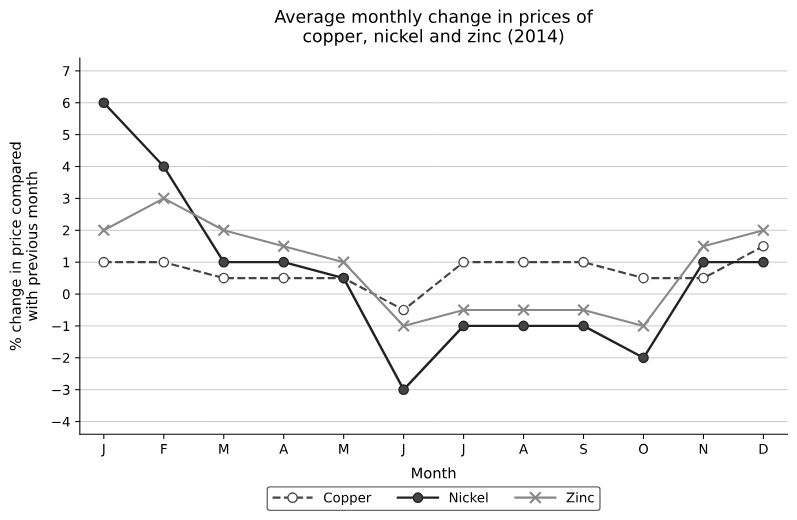 Average monthly change in prices of
copper, nickel and zinc (2014)
% change in price compared
with previous month
7
6
5
4
3
2
1
0
−1
−2
−3
−4
J F M A M J J A S O N D
Month
Copper Nickel Zinc